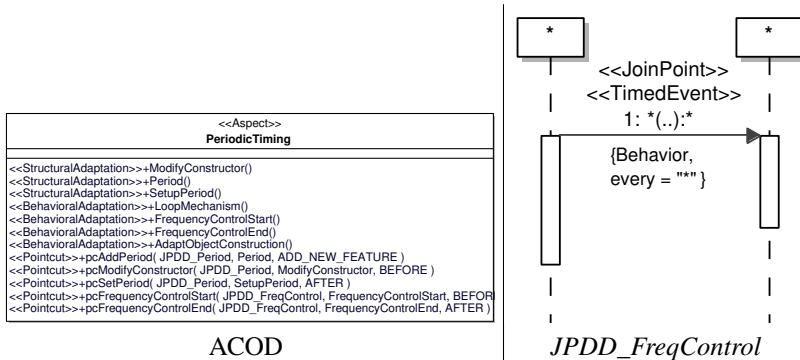 <<Aspect>>
PeriodicTiming
<<StructuralAdaptation>>+ModifyConstructor()
<<StructuralAdaptation>>+Period()
<<StructuralAdaptation>>+SetupPeriod()
<<BehavioralAdaptation>>+LoopMechanism()
<<BehavioralAdaptation>>+FrequencyControlStart()
<<BehavioralAdaptation>>+FrequencyControlEnd()
<<BehavioralAdaptation>>+AdaptObjectConstruction()
<<Pointcut>>+pcAddPeriod( JPDD_Period, Period, ADD_NEW_FEATURE )
<<Pointcut>>+pcModifyConstructor( JPDD_Period, ModifyConstructor, BEFORE )
<<Pointcut>>+pcSetPeriod( JPDD_Period, SetupPeriod, AFTER )
<<Pointcut>>+pcFrequencyControlStart( JPDD_FreqControl, FrequencyControlStart, BEFOR
<<Pointcut>>+pcFrequencyControlEnd( JPDD_FreqControl, FrequencyControlEnd, AFTER )
ACOD
* *
<<JoinPoint>>
<<TimedEvent>>
1: *(..):*
{Behavior,
every = "*" }
JPDD_FreqControl